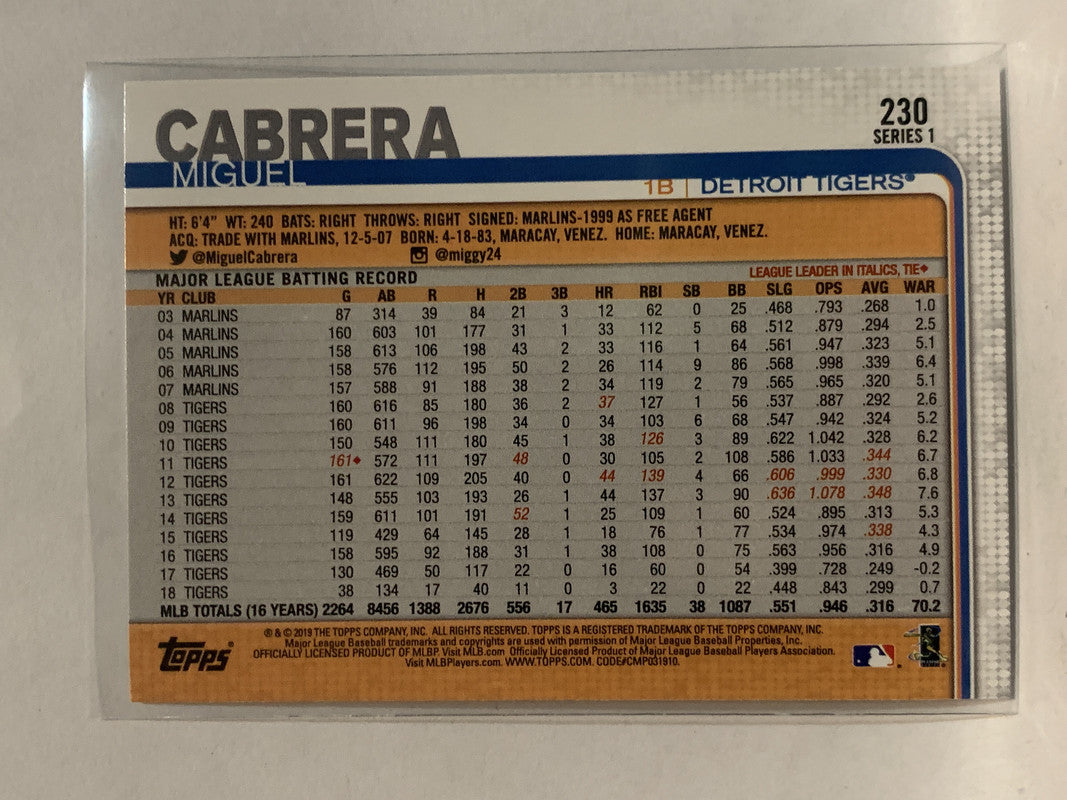 CABRERA
MIGUEL
230
SERIES 1
1B | DETROIT TIGERS®
HT: 6'4" WT: 240 BATS: RIGHT THROWS: RIGHT SIGNED: MARLINS-1999 AS FREE AGENT
ACQ: TRADE WITH MARLINS, 12-5-07 BORN: 4-18-83, MARACAY, VENEZ. HOME: MARACAY, VENEZ.
@MiguelCabrera @miggy24
MAJOR LEAGUE BATTING RECORD LEAGUE LEADER IN ITALICS, TIE♦
YR CLUB G AB R H 2B 3B HR RBI SB BB SLG OPS AVG WAR
03 MARLINS 87 314 39 84 21 3 12 62 0 25 .468 .793 .268 1.0
04 MARLINS 160 603 101 177 31 1 33 112 5 68 .512 .879 .294 2.5
05 MARLINS 158 613 106 198 43 2 33 116 1 64 .561 .947 .323 5.1
06 MARLINS 158 576 112 195 50 2 26 114 9 86 .568 .998 .339 6.4
07 MARLINS 157 588 91 188 38 2 34 119 2 79 .565 .965 .320 5.1
08 TIGERS 160 616 85 180 36 2 37 127 1 56 .537 .887 .292 2.6
09 TIGERS 160 611 96 198 34 0 34 103 6 68 .547 .942 .324 5.2
10 TIGERS 150 548 111 180 45 1 38 126 3 89 .622 1.042 .328 6.2
11 TIGERS 161♦ 572 111 197 48 0 30 105 2 108 .586 1.033 .344 6.7
12 TIGERS 161 622 109 205 40 0 44 139 4 66 .606 .999 .330 6.8
13 TIGERS 148 555 103 193 26 1 44 137 3 90 .636 1.078 .348 7.6
14 TIGERS 159 611 101 191 52 1 25 109 1 60 .524 .895 .313 5.3
15 TIGERS 119 429 64 145 28 1 18 76 1 77 .534 .974 .338 4.3
16 TIGERS 158 595 92 188 31 1 38 108 0 75 .563 .956 .316 4.9
17 TIGERS 130 469 50 117 22 0 16 60 0 54 .399 .728 .249 -0.2
18 TIGERS 38 134 17 40 11 0 3 22 0 22 .448 .843 .299 0.7
MLB TOTALS (16 YEARS) 2264 8456 1388 2676 556 17 465 1635 38 1087 .551 .946 .316 70.2
Topps®
® & © 2019 THE TOPPS COMPANY, INC. ALL RIGHTS RESERVED. TOPPS IS A REGISTERED TRADEMARK OF THE TOPPS COMPANY, INC.
Major League Baseball trademarks and copyrights are used with permission of Major League Baseball Properties, Inc.
OFFICIALLY LICENSED PRODUCT OF MLBP. Visit MLB.com Officially Licensed Product of Major League Baseball Players Association.
Visit MLBPlayers.com. WWW.TOPPS.COM. CODE#CMP031910.